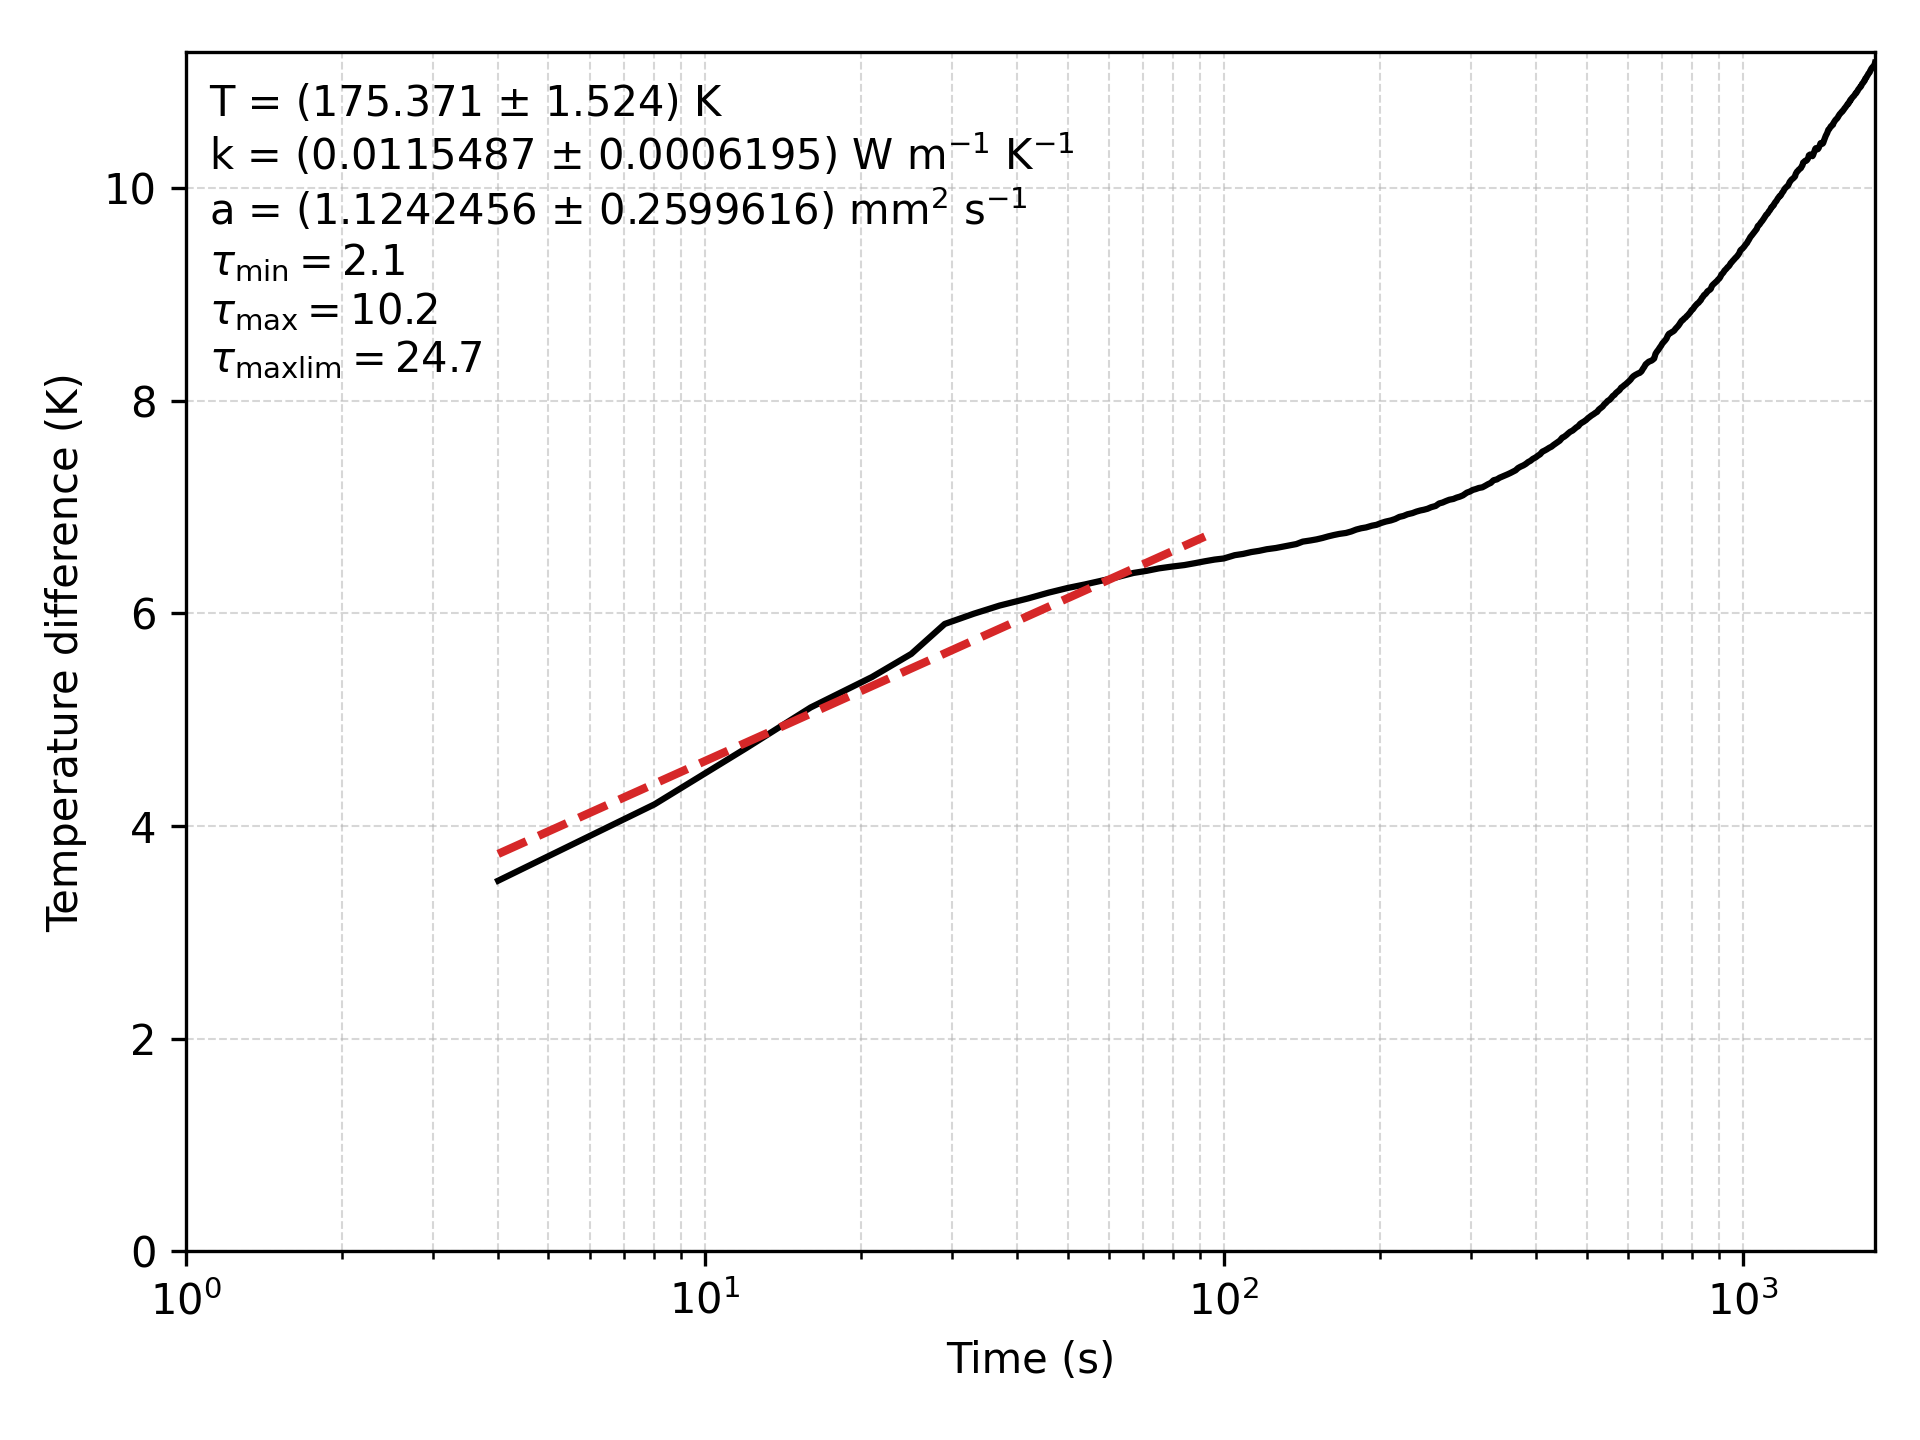 T = (175.371 ± 1.524) K
k = (0.0115487 ± 0.0006195) W m⁻¹ K⁻¹
a = (1.1242456 ± 0.2599616) mm² s⁻¹
τmin = 2.1
τmax = 10.2
τmaxlim = 24.7
Temperature difference (K)
10
8
6
4
2
0
10⁰ 10¹ 10² 10³
Time (s)